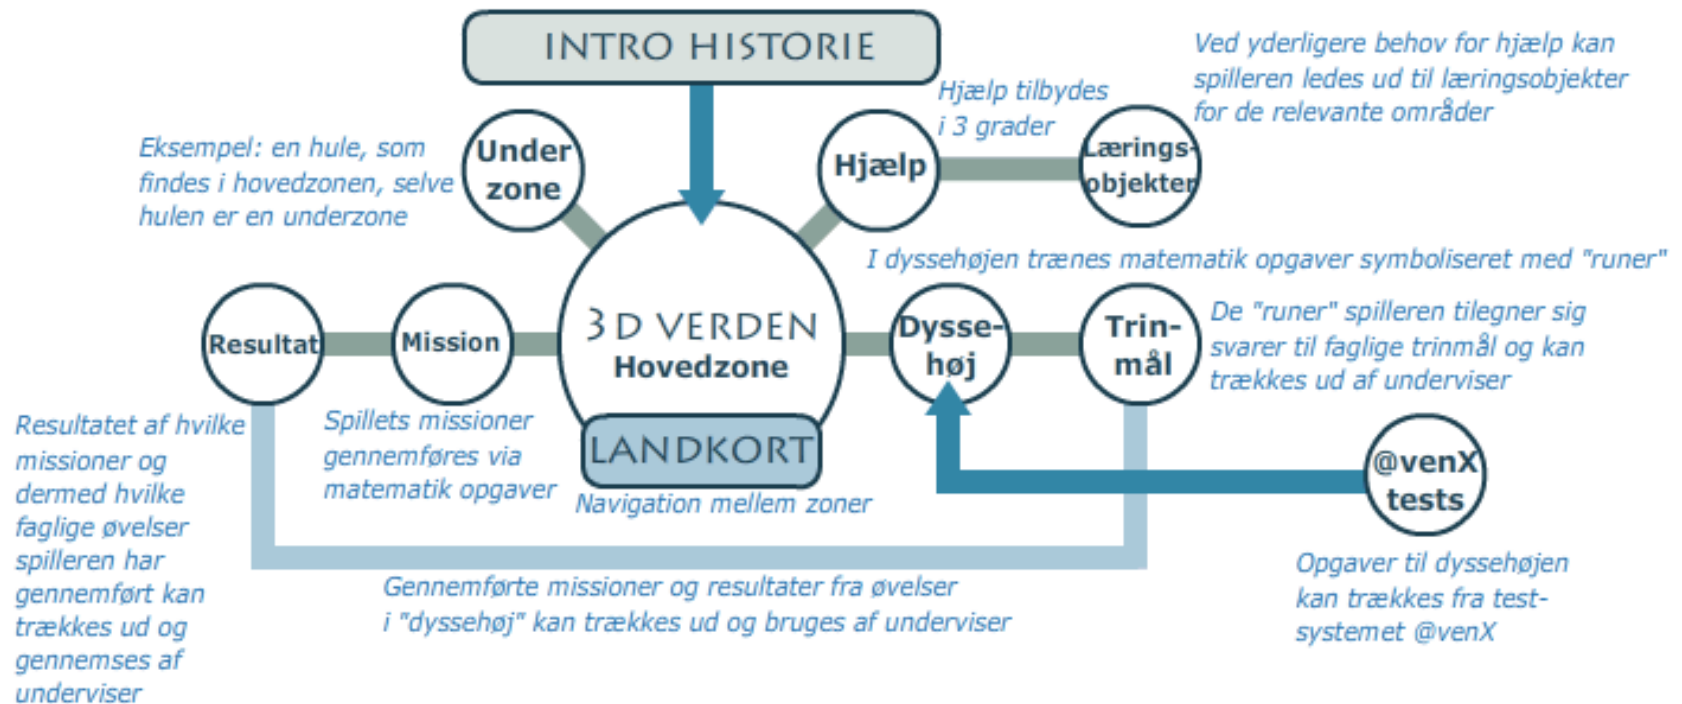 INTRO HISTORIE
Ved yderligere behov for hjælp kan
spilleren ledes ud til læringsobjekter
for de relevante områder
Hjælp tilbydes
i 3 grader
Eksempel: en hule, som
findes i hovedzonen, selve
hulen er en underzone
Under
zone
Hjælp
Lærings-
objekter
I dyssehøjen trænes matematik opgaver symboliseret med "runer"
Resultat
Mission
3D VERDEN
Hovedzone
Dysse-
høj
Trin-
mål
De "runer" spilleren tilegner sig
svarer til faglige trinmål og kan
trækkes ud af underviser
LANDKORT
Navigation mellem zoner
Resultatet af hvilke
missioner og
dermed hvilke
faglige øvelser
spilleren har
gennemført kan
trækkes ud og
gennemses af
underviser
Spillets missioner
gennemføres via
matematik opgaver
@venX
tests
Opgaver til dyssehøjen
kan trækkes fra test-
systemet @venX
Gennemførte missioner og resultater fra øvelser
i "dyssehøj" kan trækkes ud og bruges af underviser